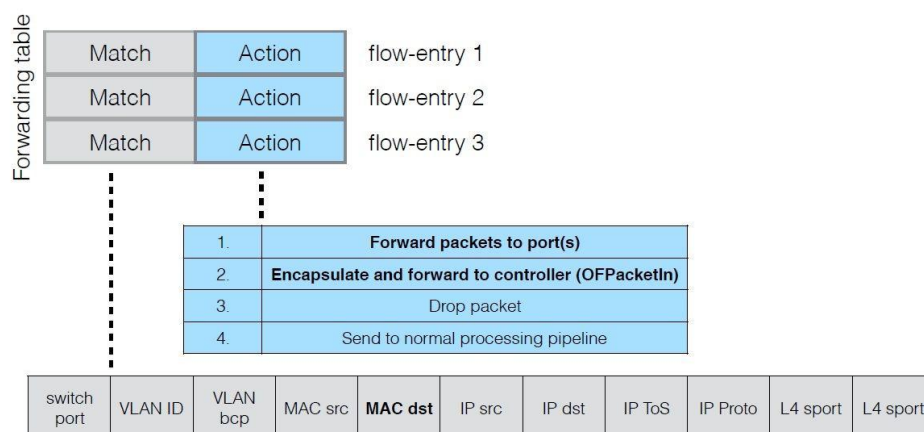 Forwarding table
Match Action flow-entry 1
Match Action flow-entry 2
Match Action flow-entry 3
1. Forward packets to port(s)
2. Encapsulate and forward to controller (OFPacketIn)
3. Drop packet
4. Send to normal processing pipeline
switch port VLAN ID VLAN bcp MAC src MAC dst IP src IP dst IP ToS IP Proto L4 sport L4 sport